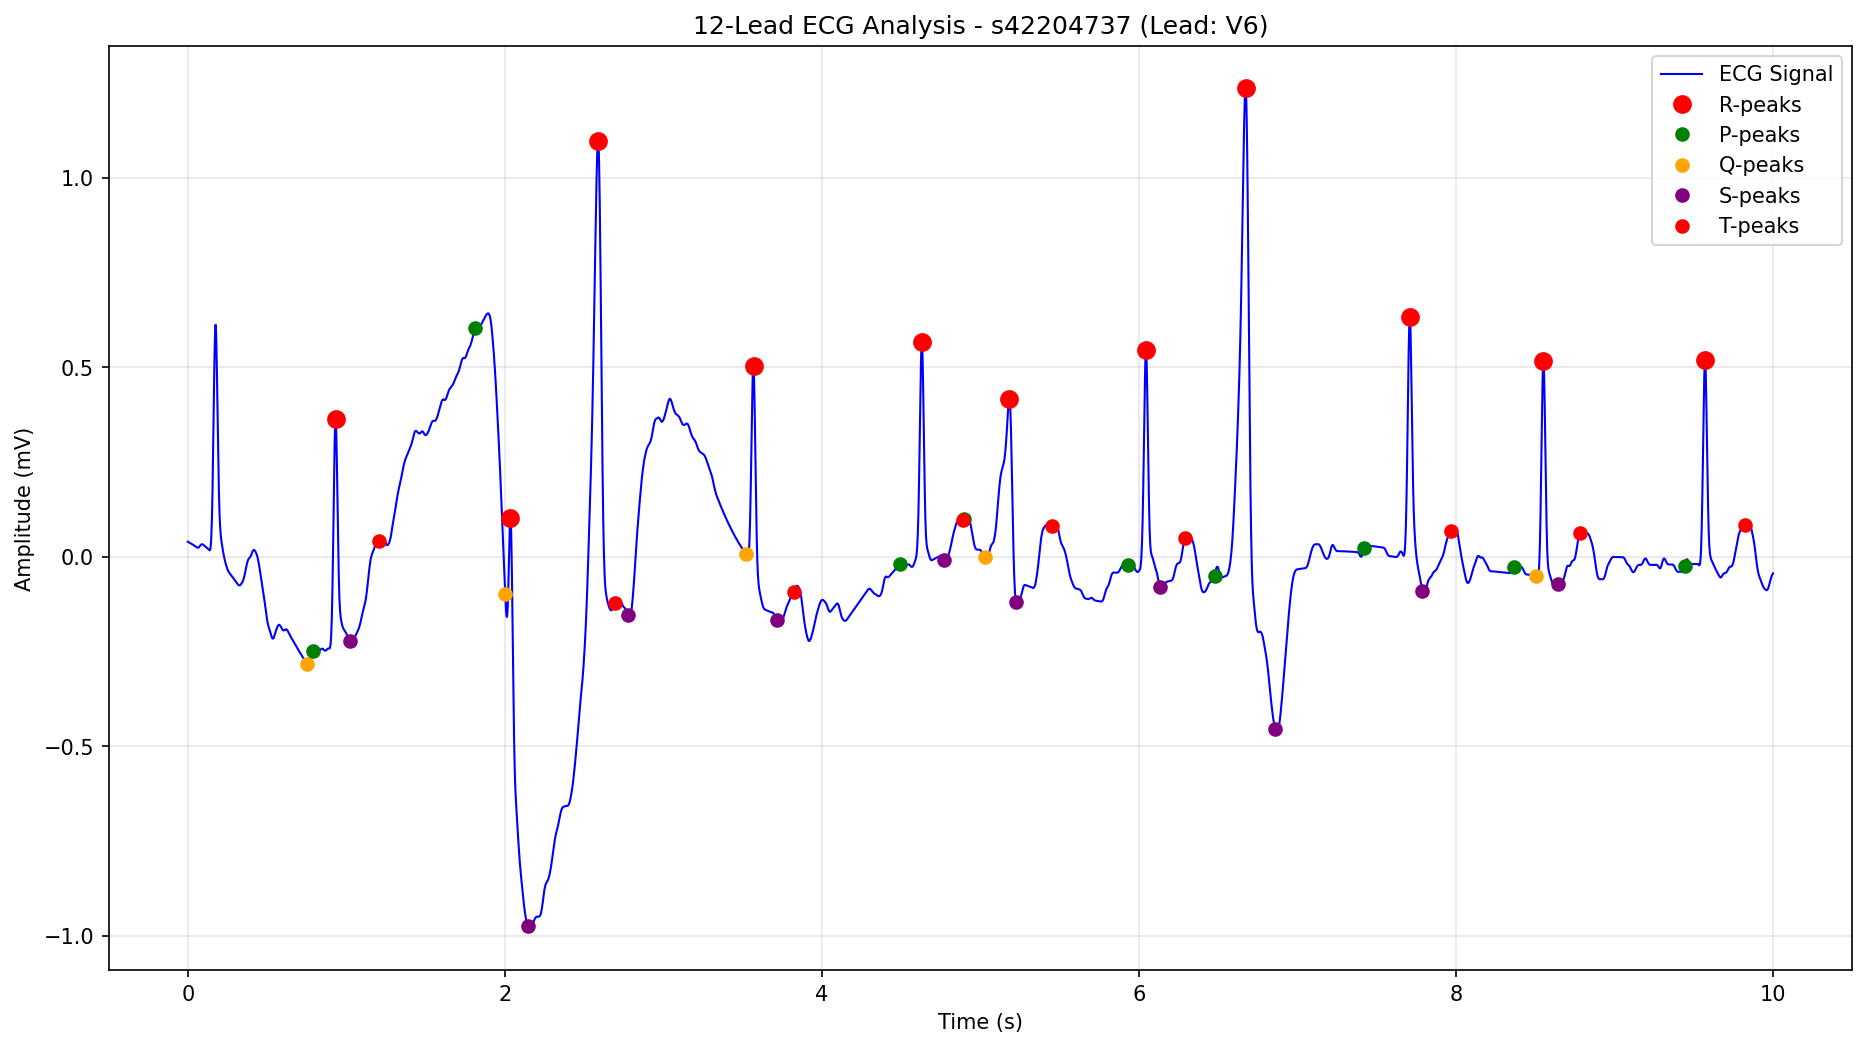 12-Lead ECG Analysis - s42204737 (Lead: V6)
ECG Signal
R-peaks
P-peaks
Q-peaks
S-peaks
T-peaks
Amplitude (mV)
1.0
0.5
0.0
−0.5
−1.0
0 2 4 6 8 10
Time (s)